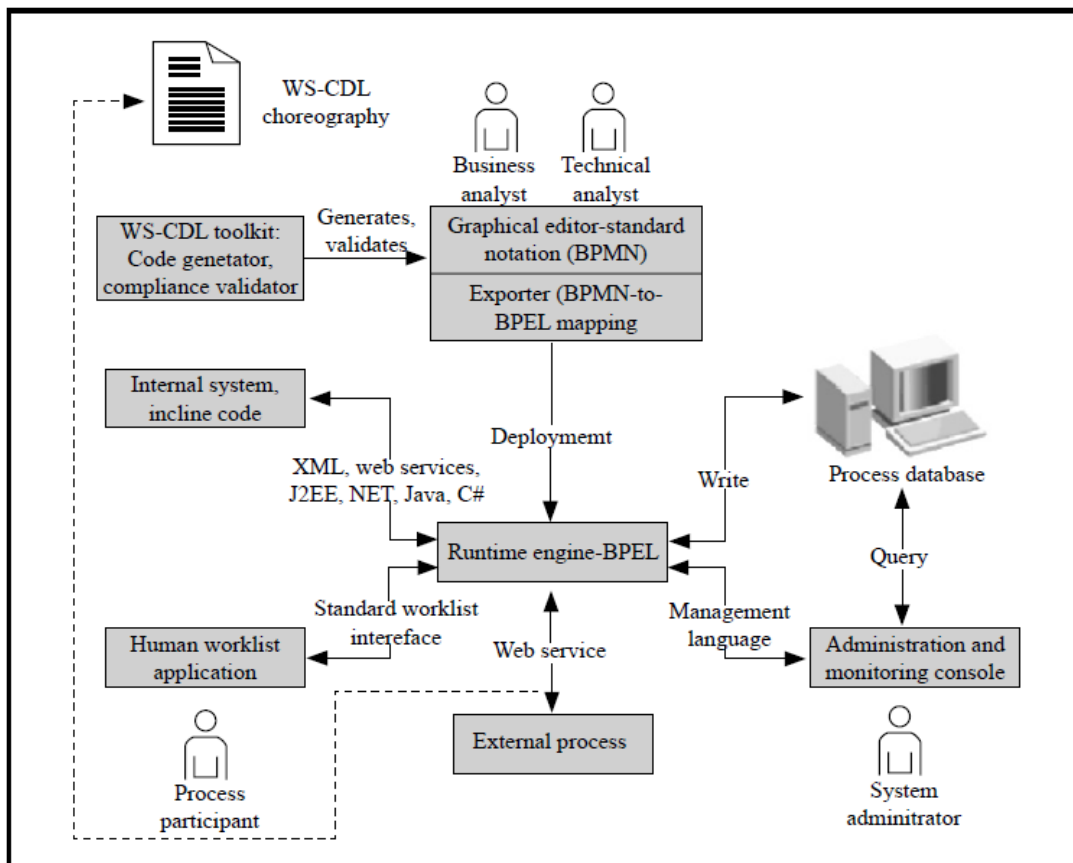 WS-CDL
choreography
Business
analyst
Technical
analyst
WS-CDL toolkit:
Code genetator,
compliance validator
Generates,
validates
Graphical editor-standard
notation (BPMN)
Exporter (BPMN-to-
BPEL mapping
Internal system,
incline code
Deploymemt
XML, web services,
J2EE, NET, Java, C#
Write
Process database
Runtime engine-BPEL
Query
Standard worklist
intereface
Management
language
Human worklist
application
Web service
Administration and
monitoring console
External process
Process
participant
System
adminitrator